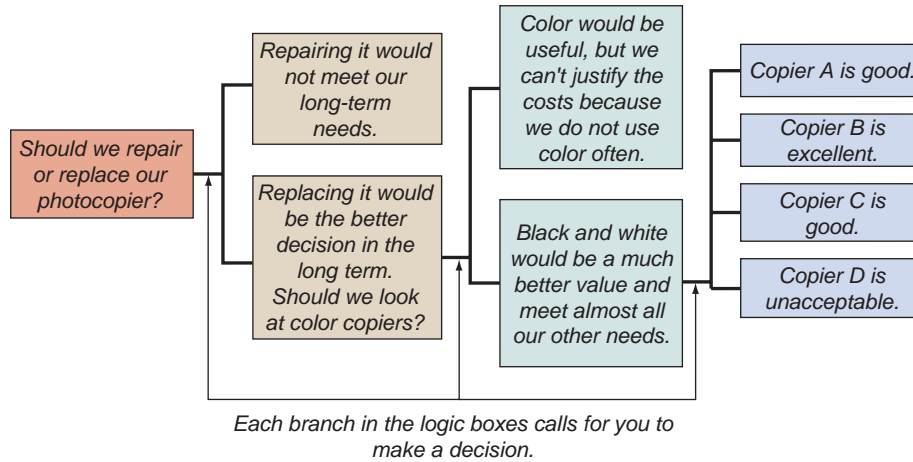 Should we repair
or replace our
photocopier?
Repairing it would
not meet our
long-term
needs.
Replacing it would
be the better
decision in the
long term.
Should we look
at color copiers?
Color would be
useful, but we
can't justify the
costs because
we do not use
color often.
Black and white
would be a much
better value and
meet almost all
our other needs.
Copier A is good.
Copier B is
excellent.
Copier C is
good.
Copier D is
unacceptable.
Each branch in the logic boxes calls for you to
make a decision.